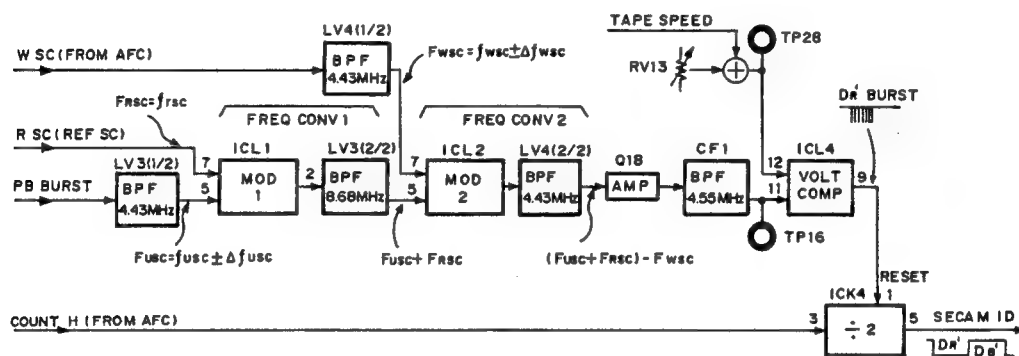 TAPE SPEED
LV4(1/2)
TP28
W SC (FROM AFC)
BPF
4.43MHz
Fwsc=fwsc±Δfwsc
RV13
DR' BURST
FRSC=frsc
FREQ CONV 1
FREQ CONV 2
R SC (REF SC)
LV3(1/2)
ICL1
LV3(2/2)
ICL2
LV4(2/2)
Q18
CF1
ICL4
PB BURST
BPF
4.43MHz
7
5
MOD
1
2
BPF
8.68MHz
7
5
MOD
2
BPF
4.43MHz
AMP
BPF
4.55MHz
12
11
VOLT
COMP
9
TP16
Fusc=fusc±Δfusc
Fusc+FRSC
(Fusc+FRSC)-Fwsc
RESET
ICK4
1
COUNT H (FROM AFC)
3
÷2
5
SECAM ID
DR' DB'